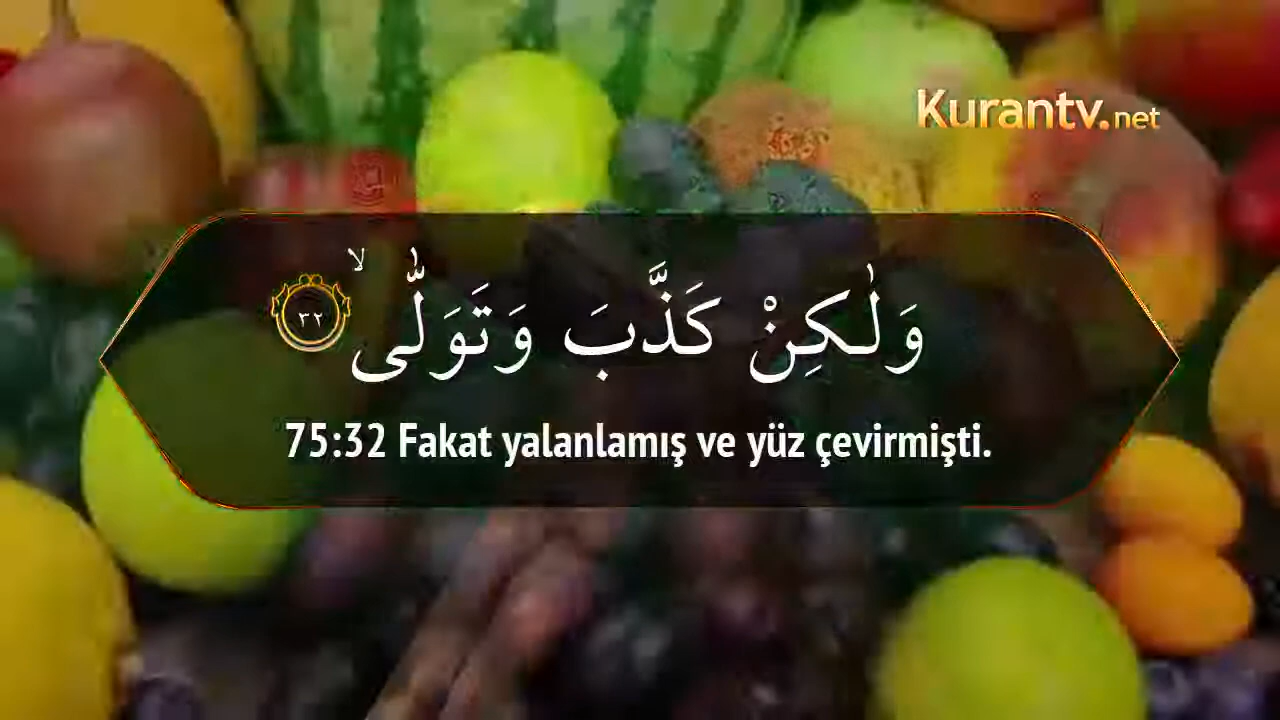 Kurantv.net
وَلٰكِنْ كَذَّبَ وَتَوَلّٰىۙ ٣٢
75:32 Fakat yalanlamış ve yüz çevirmişti.